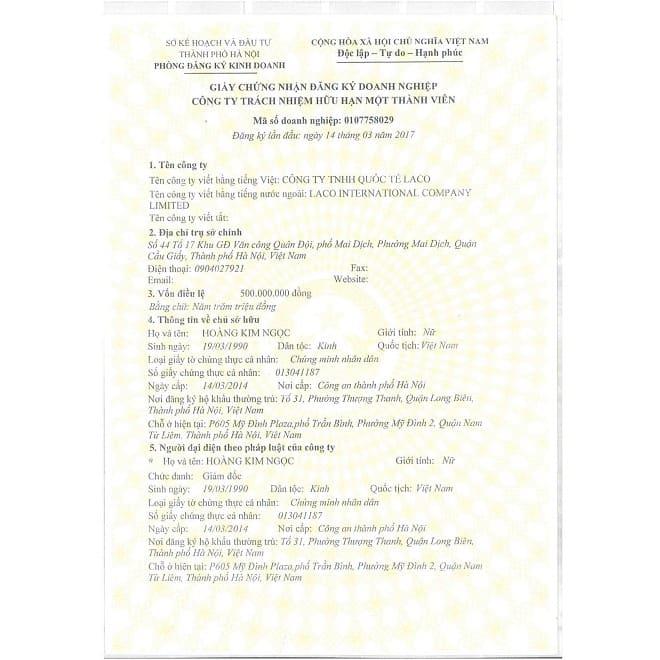 SỞ KẾ HOẠCH VÀ ĐẦU TƯ
THÀNH PHỐ HÀ NỘI
PHÒNG ĐĂNG KÝ KINH DOANH
CỘNG HÒA XÃ HỘI CHỦ NGHĨA VIỆT NAM
Độc lập – Tự do – Hạnh phúc
GIẤY CHỨNG NHẬN ĐĂNG KÝ DOANH NGHIỆP
CÔNG TY TRÁCH NHIỆM HỮU HẠN MỘT THÀNH VIÊN
Mã số doanh nghiệp: 0107758029
Đăng ký lần đầu: ngày 14 tháng 03 năm 2017
1. Tên công ty
Tên công ty viết bằng tiếng Việt: CÔNG TY TNHH QUỐC TẾ LACO
Tên công ty viết bằng tiếng nước ngoài: LACO INTERNATIONAL COMPANY
LIMITED
Tên công ty viết tắt:
2. Địa chỉ trụ sở chính
Số 44 Tổ 17 Khu GĐ Văn công Quân Đội, phố Mai Dịch, Phường Mai Dịch, Quận
Cầu Giấy, Thành phố Hà Nội, Việt Nam
Điện thoại: 0904027921 Fax:
Email: Website:
3. Vốn điều lệ 500.000.000 đồng
Bằng chữ: Năm trăm triệu đồng
4. Thông tin về chủ sở hữu
Họ và tên: HOÀNG KIM NGỌC Giới tính: Nữ
Sinh ngày: 19/03/1990 Dân tộc: Kinh Quốc tịch: Việt Nam
Loại giấy tờ chứng thực cá nhân: Chứng minh nhân dân
Số giấy chứng thực cá nhân: 013041187
Ngày cấp: 14/03/2014 Nơi cấp: Công an thành phố Hà Nội
Nơi đăng ký hộ khẩu thường trú: Tổ 31, Phường Thượng Thanh, Quận Long Biên,
Thành phố Hà Nội, Việt Nam
Chỗ ở hiện tại: P605 Mỹ Đình Plaza,phố Trần Bình, Phường Mỹ Đình 2, Quận Nam
Từ Liêm, Thành phố Hà Nội, Việt Nam
5. Người đại diện theo pháp luật của công ty
* Họ và tên: HOÀNG KIM NGỌC Giới tính: Nữ
Chức danh: Giám đốc
Sinh ngày: 19/03/1990 Dân tộc: Kinh Quốc tịch: Việt Nam
Loại giấy tờ chứng thực cá nhân: Chứng minh nhân dân
Số giấy chứng thực cá nhân: 013041187
Ngày cấp: 14/03/2014 Nơi cấp: Công an thành phố Hà Nội
Nơi đăng ký hộ khẩu thường trú: Tổ 31, Phường Thượng Thanh, Quận Long Biên,
Thành phố Hà Nội, Việt Nam
Chỗ ở hiện tại: P605 Mỹ Đình Plaza,phố Trần Bình, Phường Mỹ Đình 2, Quận Nam
Từ Liêm, Thành phố Hà Nội, Việt Nam